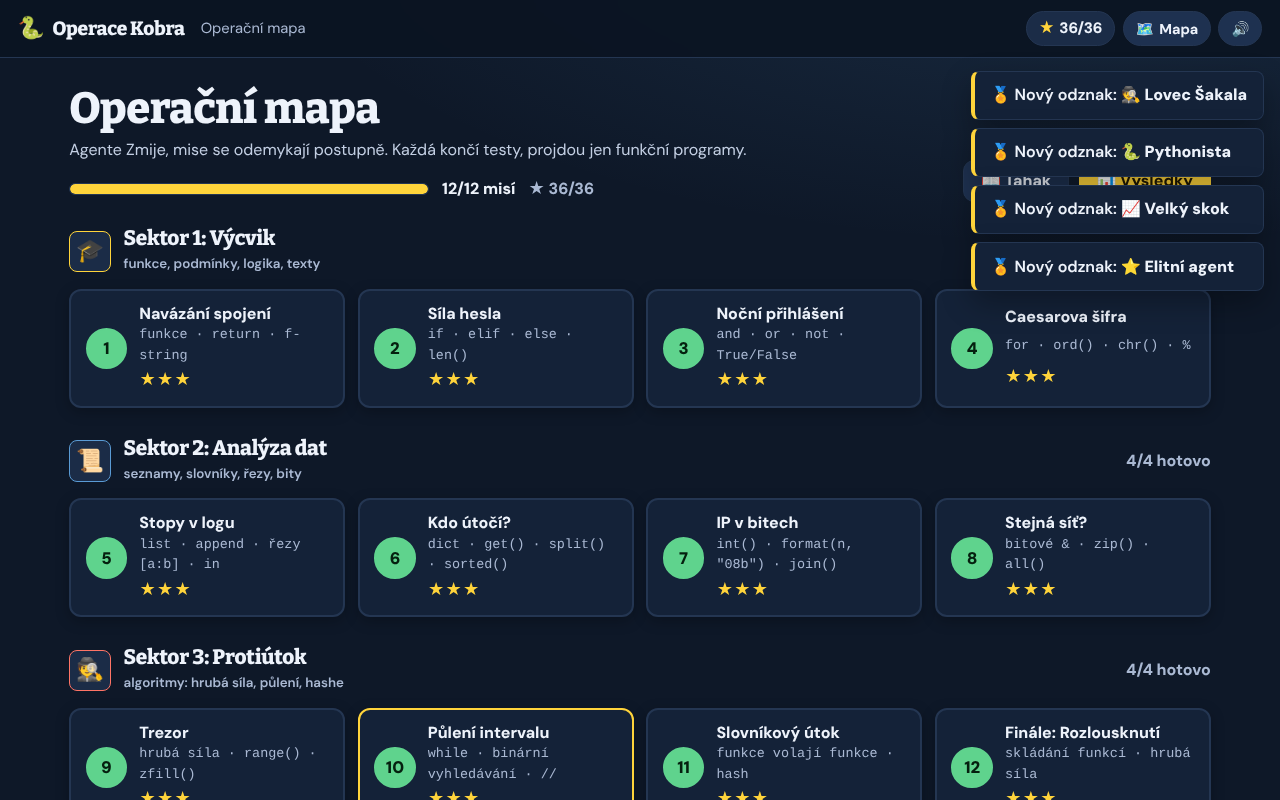 Operace Kobra
Operační mapa
★ 36/36
Mapa
Operační mapa
Agente Zmije, mise se odemykají postupně. Každá končí testy, projdou jen funkční programy.
12/12 misí ★ 36/36
Tahák
Výsledky
Nový odznak: Lovec Šakala
Nový odznak: Pythonista
Nový odznak: Velký skok
Nový odznak: Elitní agent
Sektor 1: Výcvik
funkce, podmínky, logika, texty
1
Navázání spojení
funkce · return · f-
string
★★★
2
Síla hesla
if · elif · else ·
len()
★★★
3
Noční přihlášení
and · or · not ·
True/False
★★★
4
Caesarova šifra
for · ord() · chr() · %
★★★
Sektor 2: Analýza dat
seznamy, slovníky, řezy, bity
4/4 hotovo
5
Stopy v logu
list · append · řezy
[a:b] · in
★★★
6
Kdo útočí?
dict · get() · split()
· sorted()
★★★
7
IP v bitech
int() · format(n,
"08b") · join()
★★★
8
Stejná síť?
bitové & · zip() ·
all()
★★★
Sektor 3: Protiútok
algoritmy: hrubá síla, půlení, hashe
4/4 hotovo
9
Trezor
hrubá síla · range() ·
zfill()
★★★
10
Půlení intervalu
while · binární
vyhledávání · //
★★★
11
Slovníkový útok
funkce volají funkce ·
hash
★★★
12
Finále: Rozlousknutí
skládání funkcí · hrubá
síla
★★★